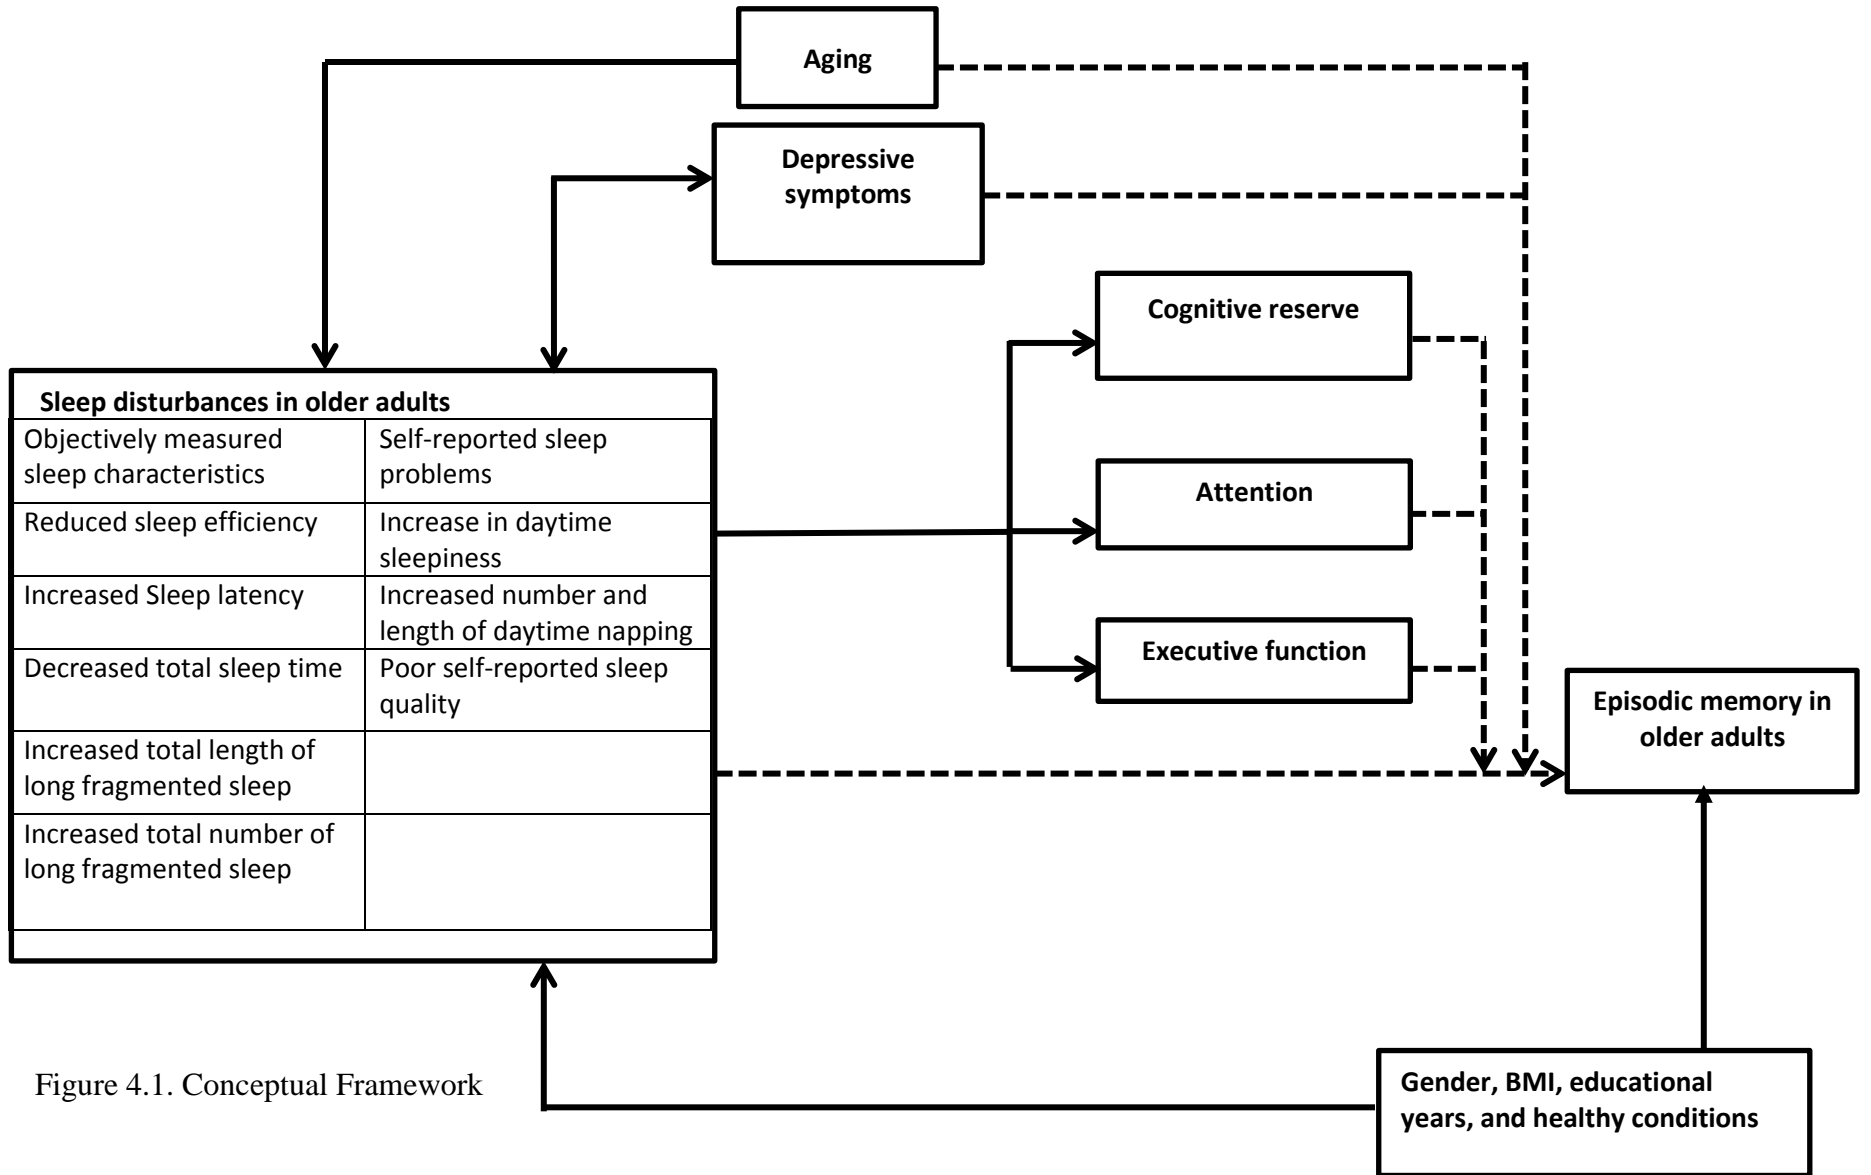 Aging
Depressive
symptoms
Cognitive reserve
Sleep disturbances in older adults
Objectively measured
sleep characteristics
Self-reported sleep
problems
Attention
Reduced sleep efficiency
Increase in daytime
sleepiness
Increased Sleep latency
Increased number and
length of daytime napping
Executive function
Decreased total sleep time
Poor self-reported sleep
quality
Episodic memory in
older adults
Increased total length of
long fragmented sleep
Increased total number of
long fragmented sleep
Gender, BMI, educational
years, and healthy conditions
Figure 4.1. Conceptual Framework